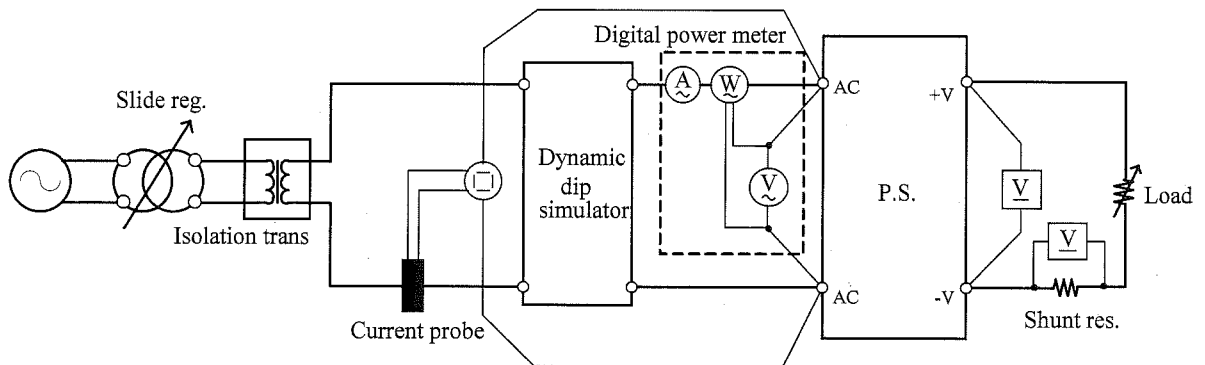 Digital power meter
Slide reg.
A
W
AC
+V
Dynamic
dip
simulator
V
P.S.
V
Load
Isolation trans
V
Current probe
AC
-V
Shunt res.